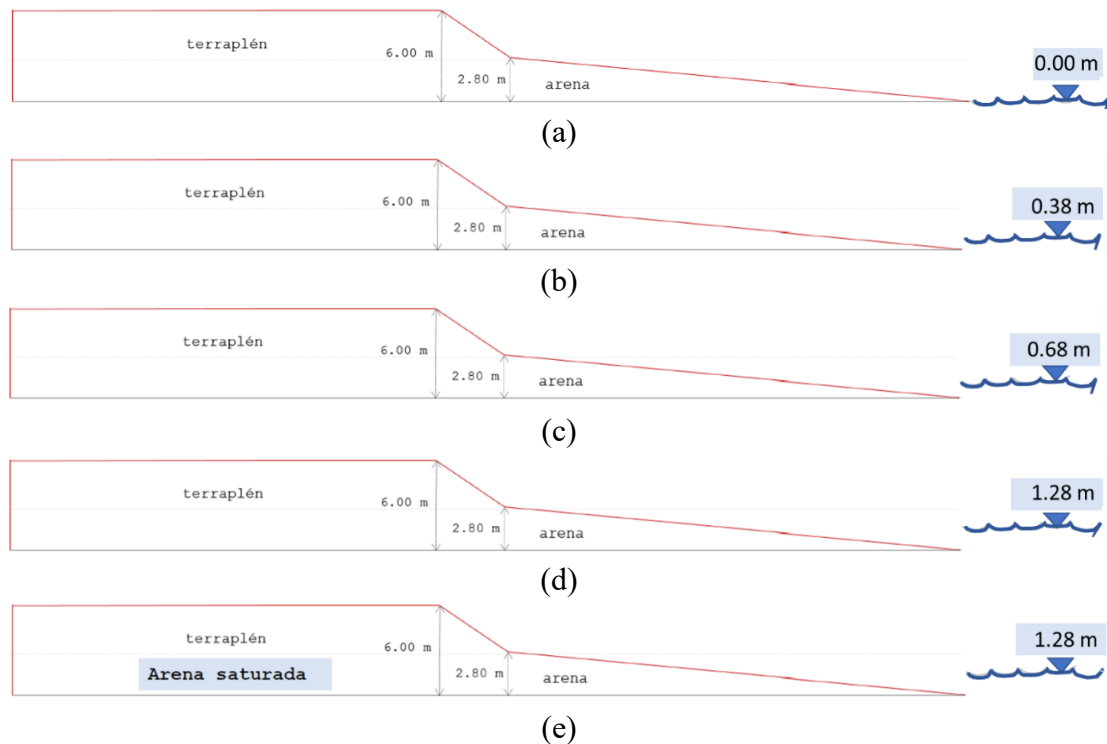 terraplén
6.00 m
0.00 m
2.80 m
arena
(a)
terraplén
6.00 m
0.38 m
2.80 m
arena
(b)
terraplén
6.00 m
0.68 m
2.80 m
arena
(c)
terraplén
6.00 m
1.28 m
2.80 m
arena
(d)
terraplén
6.00 m
1.28 m
Arena saturada
2.80 m
arena
(e)